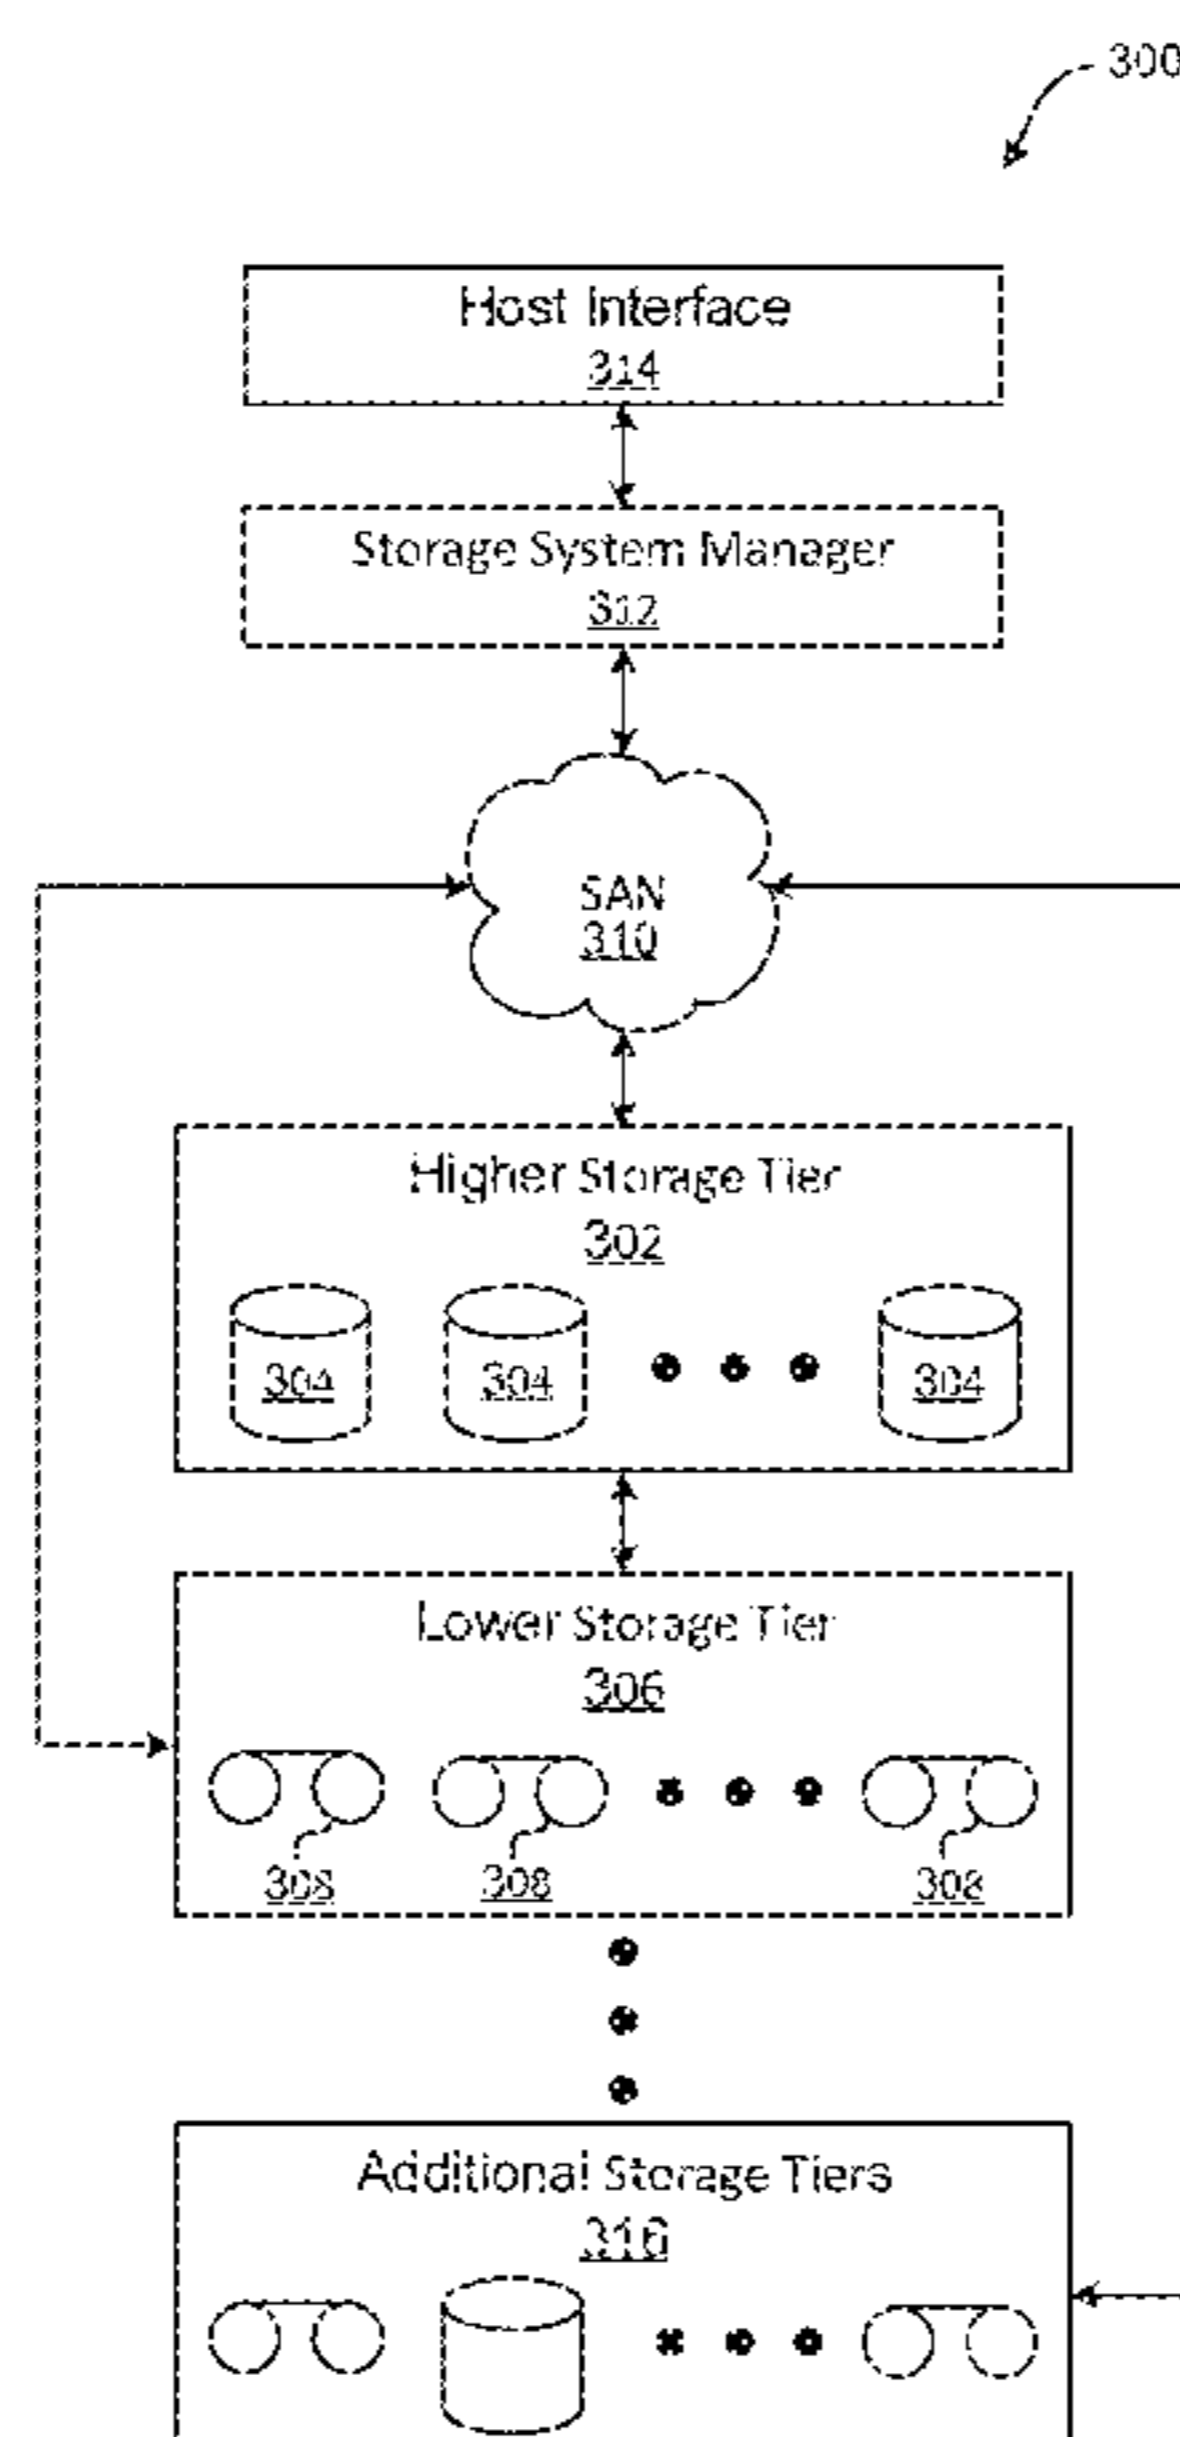 300
Host Interface
314
Storage System Manager
312
SAN
310
Higher Storage Tier
302
304 304 304
Lower Storage Tier
306
308 308 308
Additional Storage Tiers
316